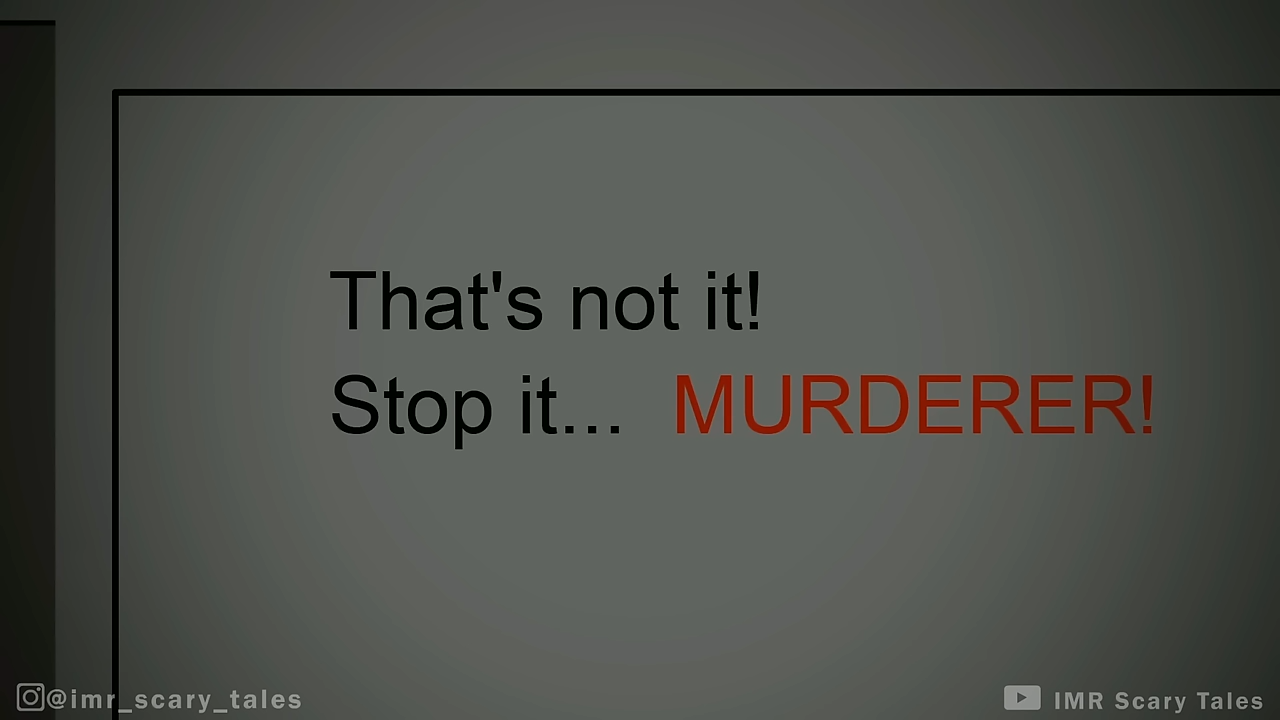 That's not it!
Stop it... MURDERER!
@imr_scary_tales
IMR Scary Tales